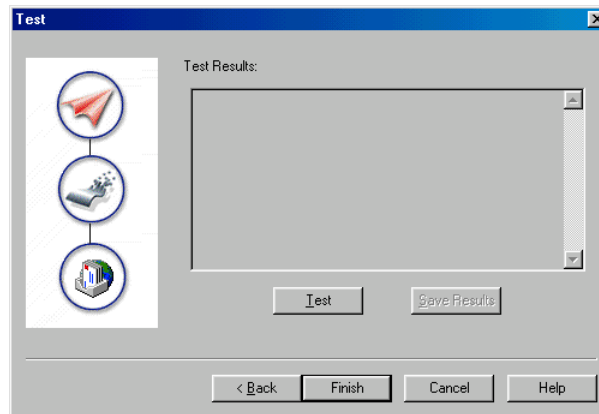 Test
Test Results:
Test
Save Results
< Back
Finish
Cancel
Help